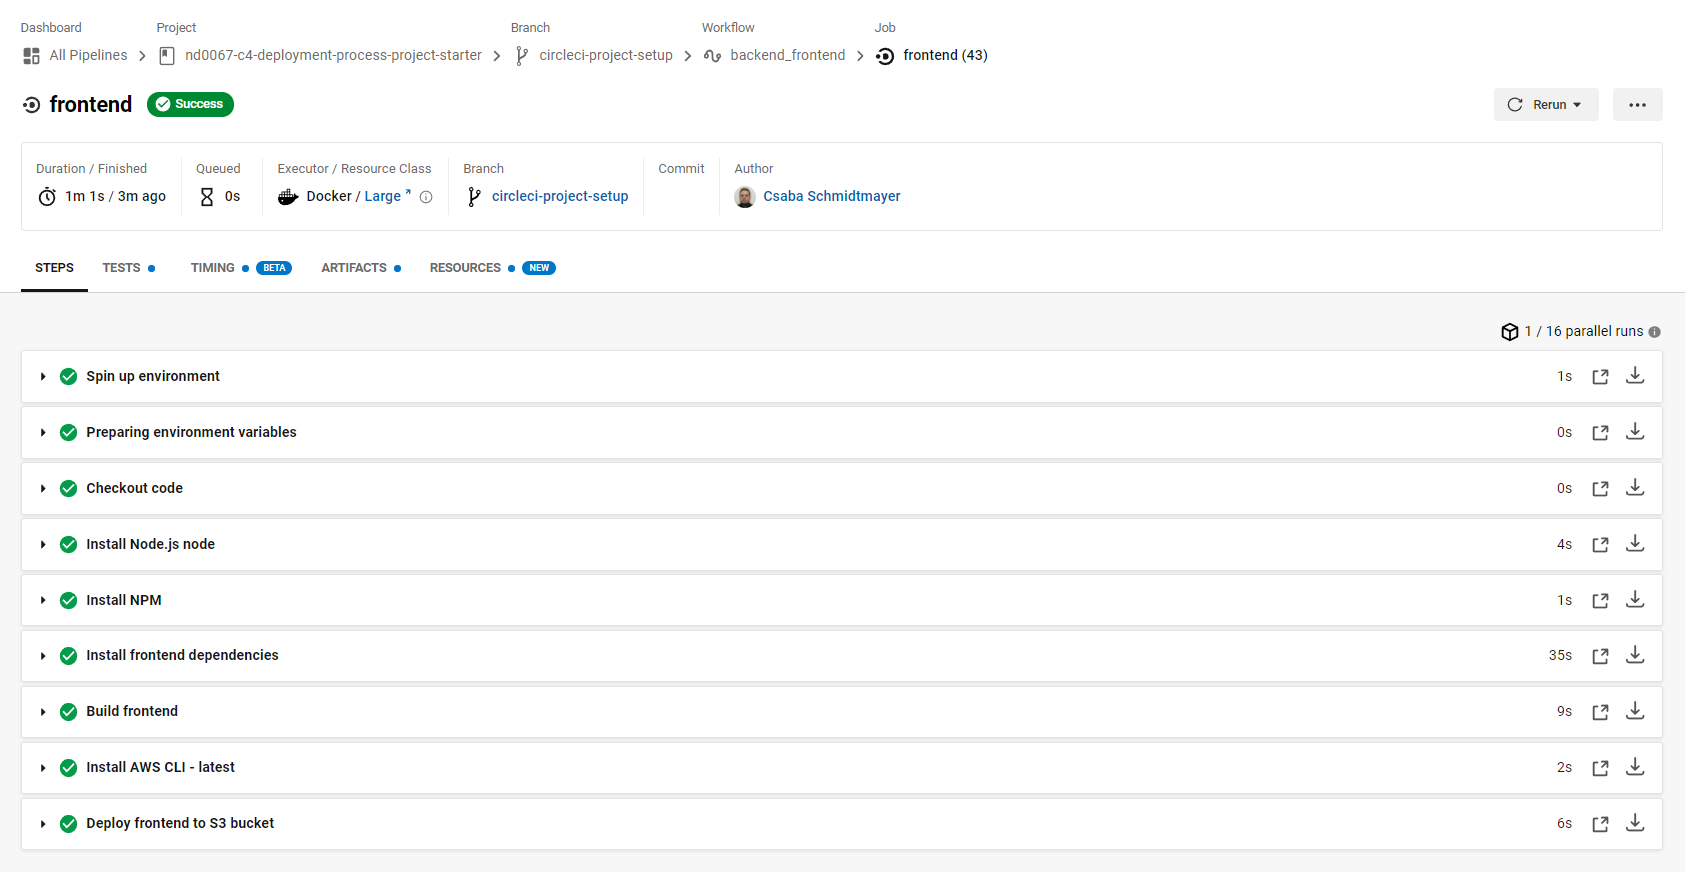 Dashboard Project Branch Workflow Job
All Pipelines nd0067-c4-deployment-process-project-starter circleci-project-setup backend_frontend frontend (43)
frontend Success Rerun
Duration / Finished Queued Executor / Resource Class Branch Commit Author
1m 1s / 3m ago 0s Docker / Large circleci-project-setup Csaba Schmidtmayer
STEPS TESTS TIMING BETA ARTIFACTS RESOURCES NEW
1 / 16 parallel runs
Spin up environment 1s
Preparing environment variables 0s
Checkout code 0s
Install Node.js node 4s
Install NPM 1s
Install frontend dependencies 35s
Build frontend 9s
Install AWS CLI - latest 2s
Deploy frontend to S3 bucket 6s